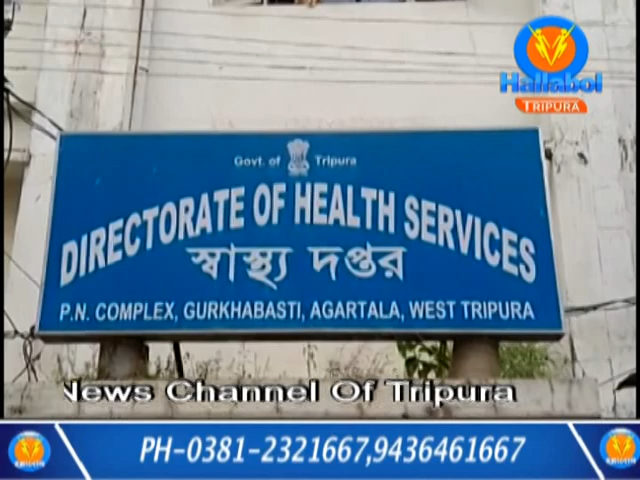 Hallabol
TRIPURA
Govt. of Tripura
DIRECTORATE OF HEALTH SERVICES
স্বাস্থ্য দপ্তর
P.N. COMPLEX, GURKHABASTI, AGARTALA, WEST TRIPURA
News Channel Of Tripura
PH-0381-2321667,9436461667